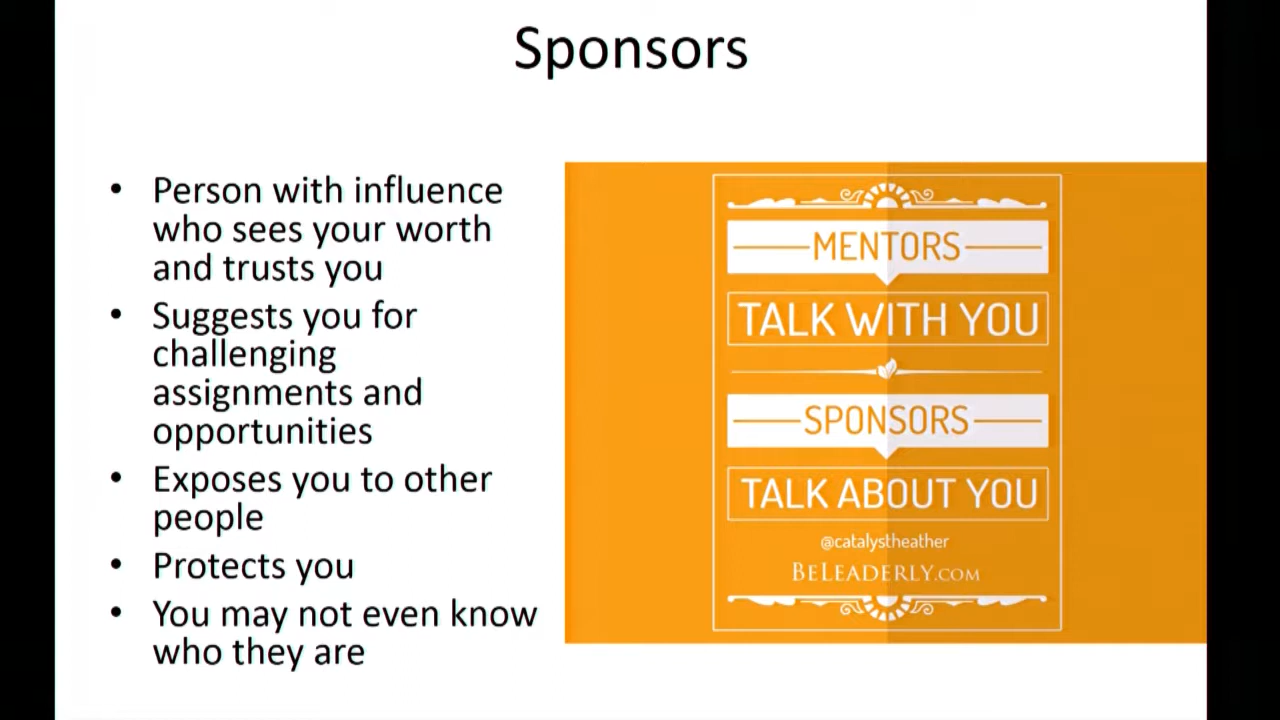 Sponsors
• Person with influence
who sees your worth
and trusts you
• Suggests you for
challenging
assignments and
opportunities
• Exposes you to other
people
• Protects you
• You may not even know
who they are
MENTORS
TALK WITH YOU
SPONSORS
TALK ABOUT YOU
@catalystheather
BELEADERLY.COM